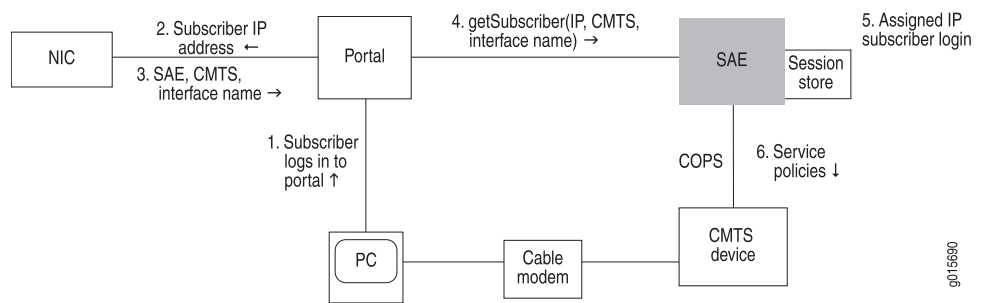 NIC
2. Subscriber IP
address ←
3. SAE, CMTS,
interface name →
Portal
4. getSubscriber(IP, CMTS,
interface name) →
SAE
Session
store
5. Assigned IP
subscriber login
1. Subscriber
logs in to
portal ↑
COPS
6. Service
policies ↓
PC
Cable
modem
CMTS
device
g015690